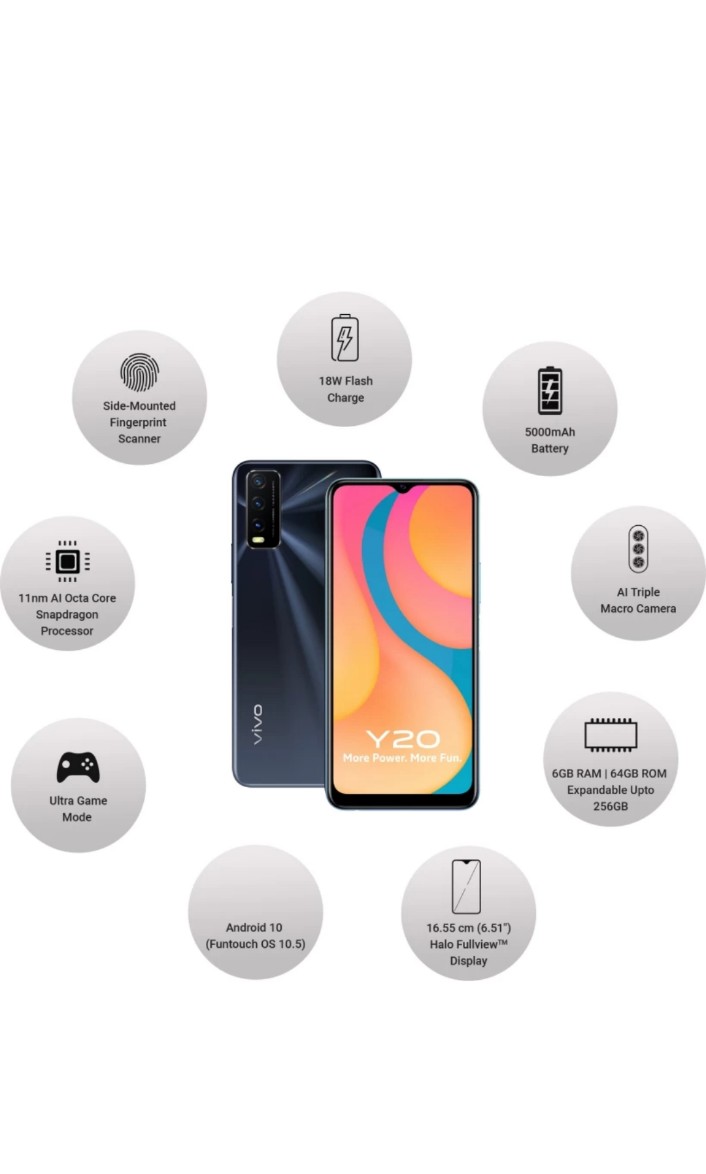 18W Flash
Charge
Side-Mounted
Fingerprint
Scanner
5000mAh
Battery
11nm AI Octa Core
Snapdragon
Processor
AI Triple
Macro Camera
vivo
Y20
More Power. More Fun.
6GB RAM | 64GB ROM
Expandable Upto
256GB
Ultra Game
Mode
Android 10
(Funtouch OS 10.5)
16.55 cm (6.51")
Halo Fullview™
Display